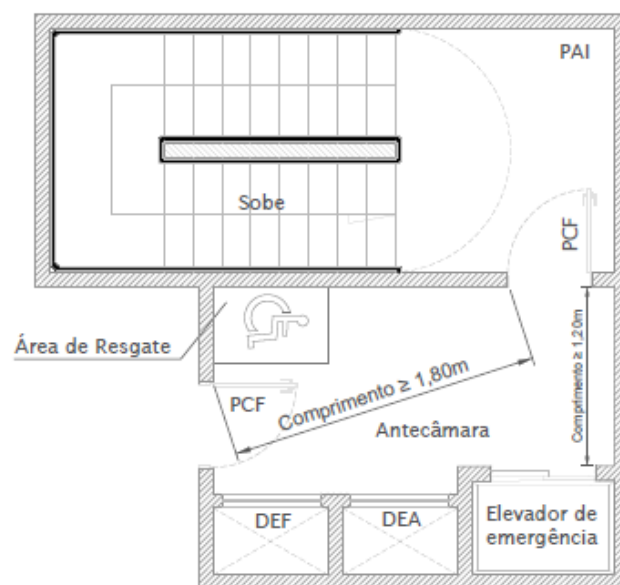 PAI
Sobe
PCF
Área de Resgate
Comprimento ≥ 1,80m
Comprimento ≥ 1,20m
PCF
Antecâmara
DEF
DEA
Elevador de
emergência